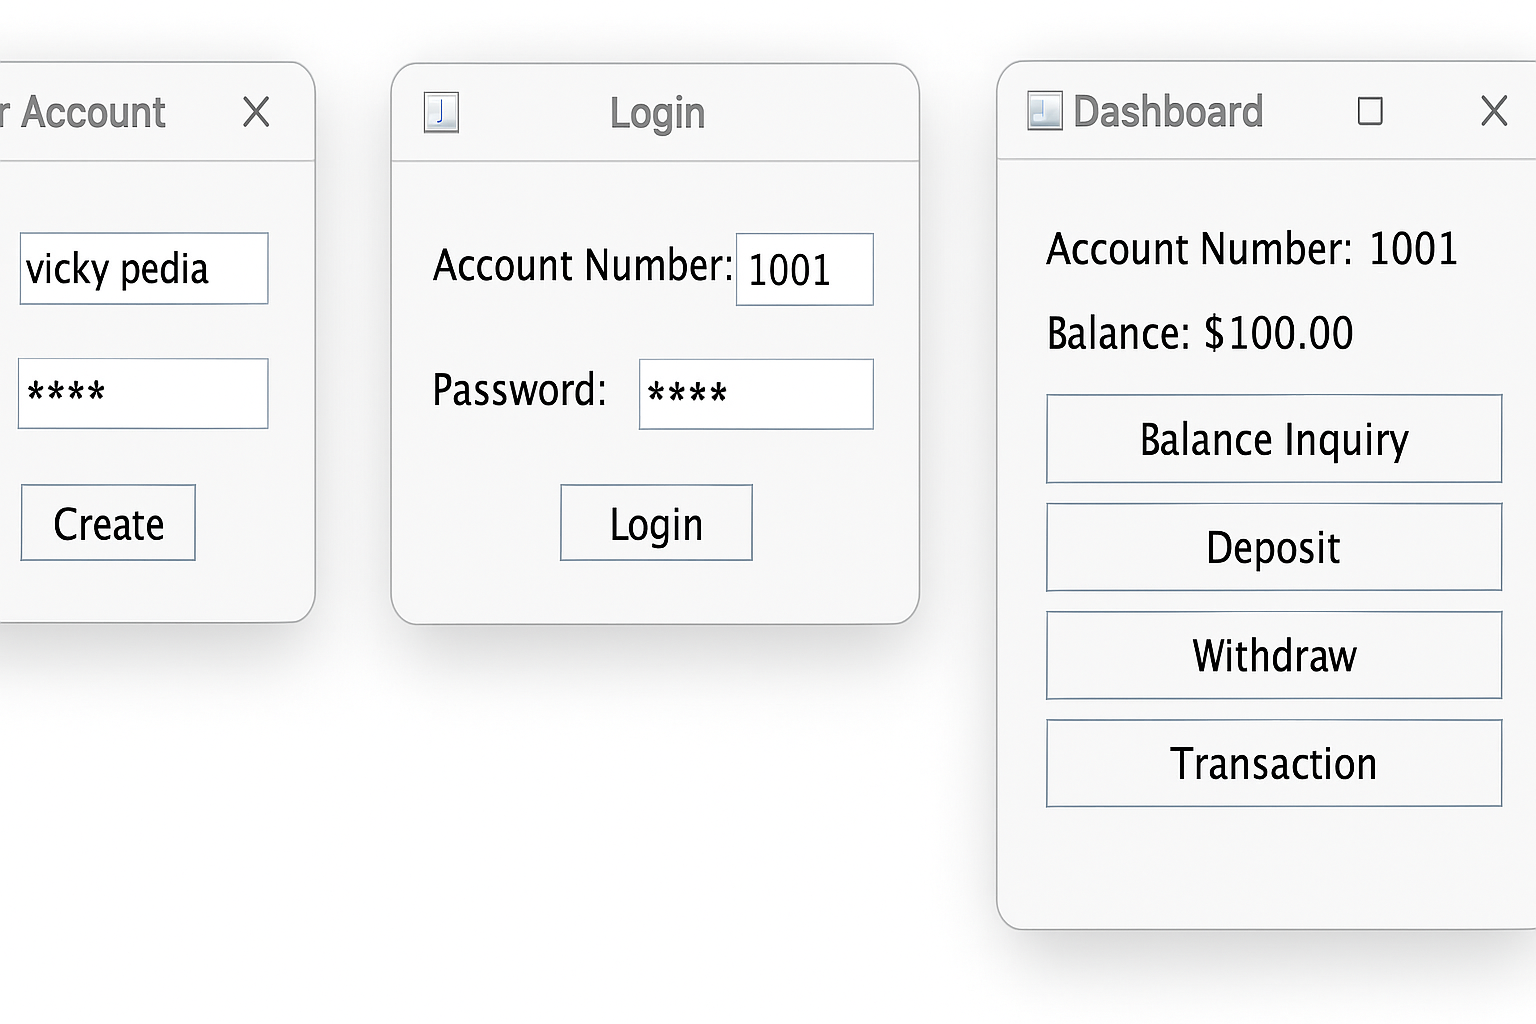 r Account
vicky pedia
****
Create
Login
Account Number: 1001
Password: ****
Login
Dashboard
Account Number: 1001
Balance: $100.00
Balance Inquiry
Deposit
Withdraw
Transaction